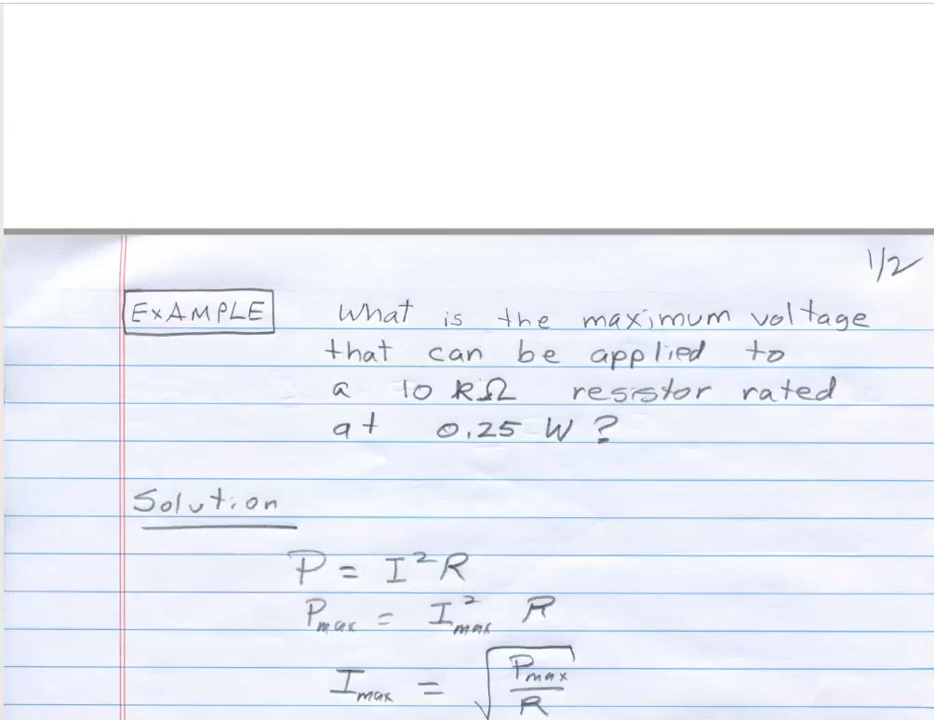 1/2
EXAMPLE What is the maximum voltage
that can be applied to
a 10 kΩ resistor rated
at 0.25 W ?
Solution
P = I²R
Pmax = I²max R
Imax = √(Pmax/R)